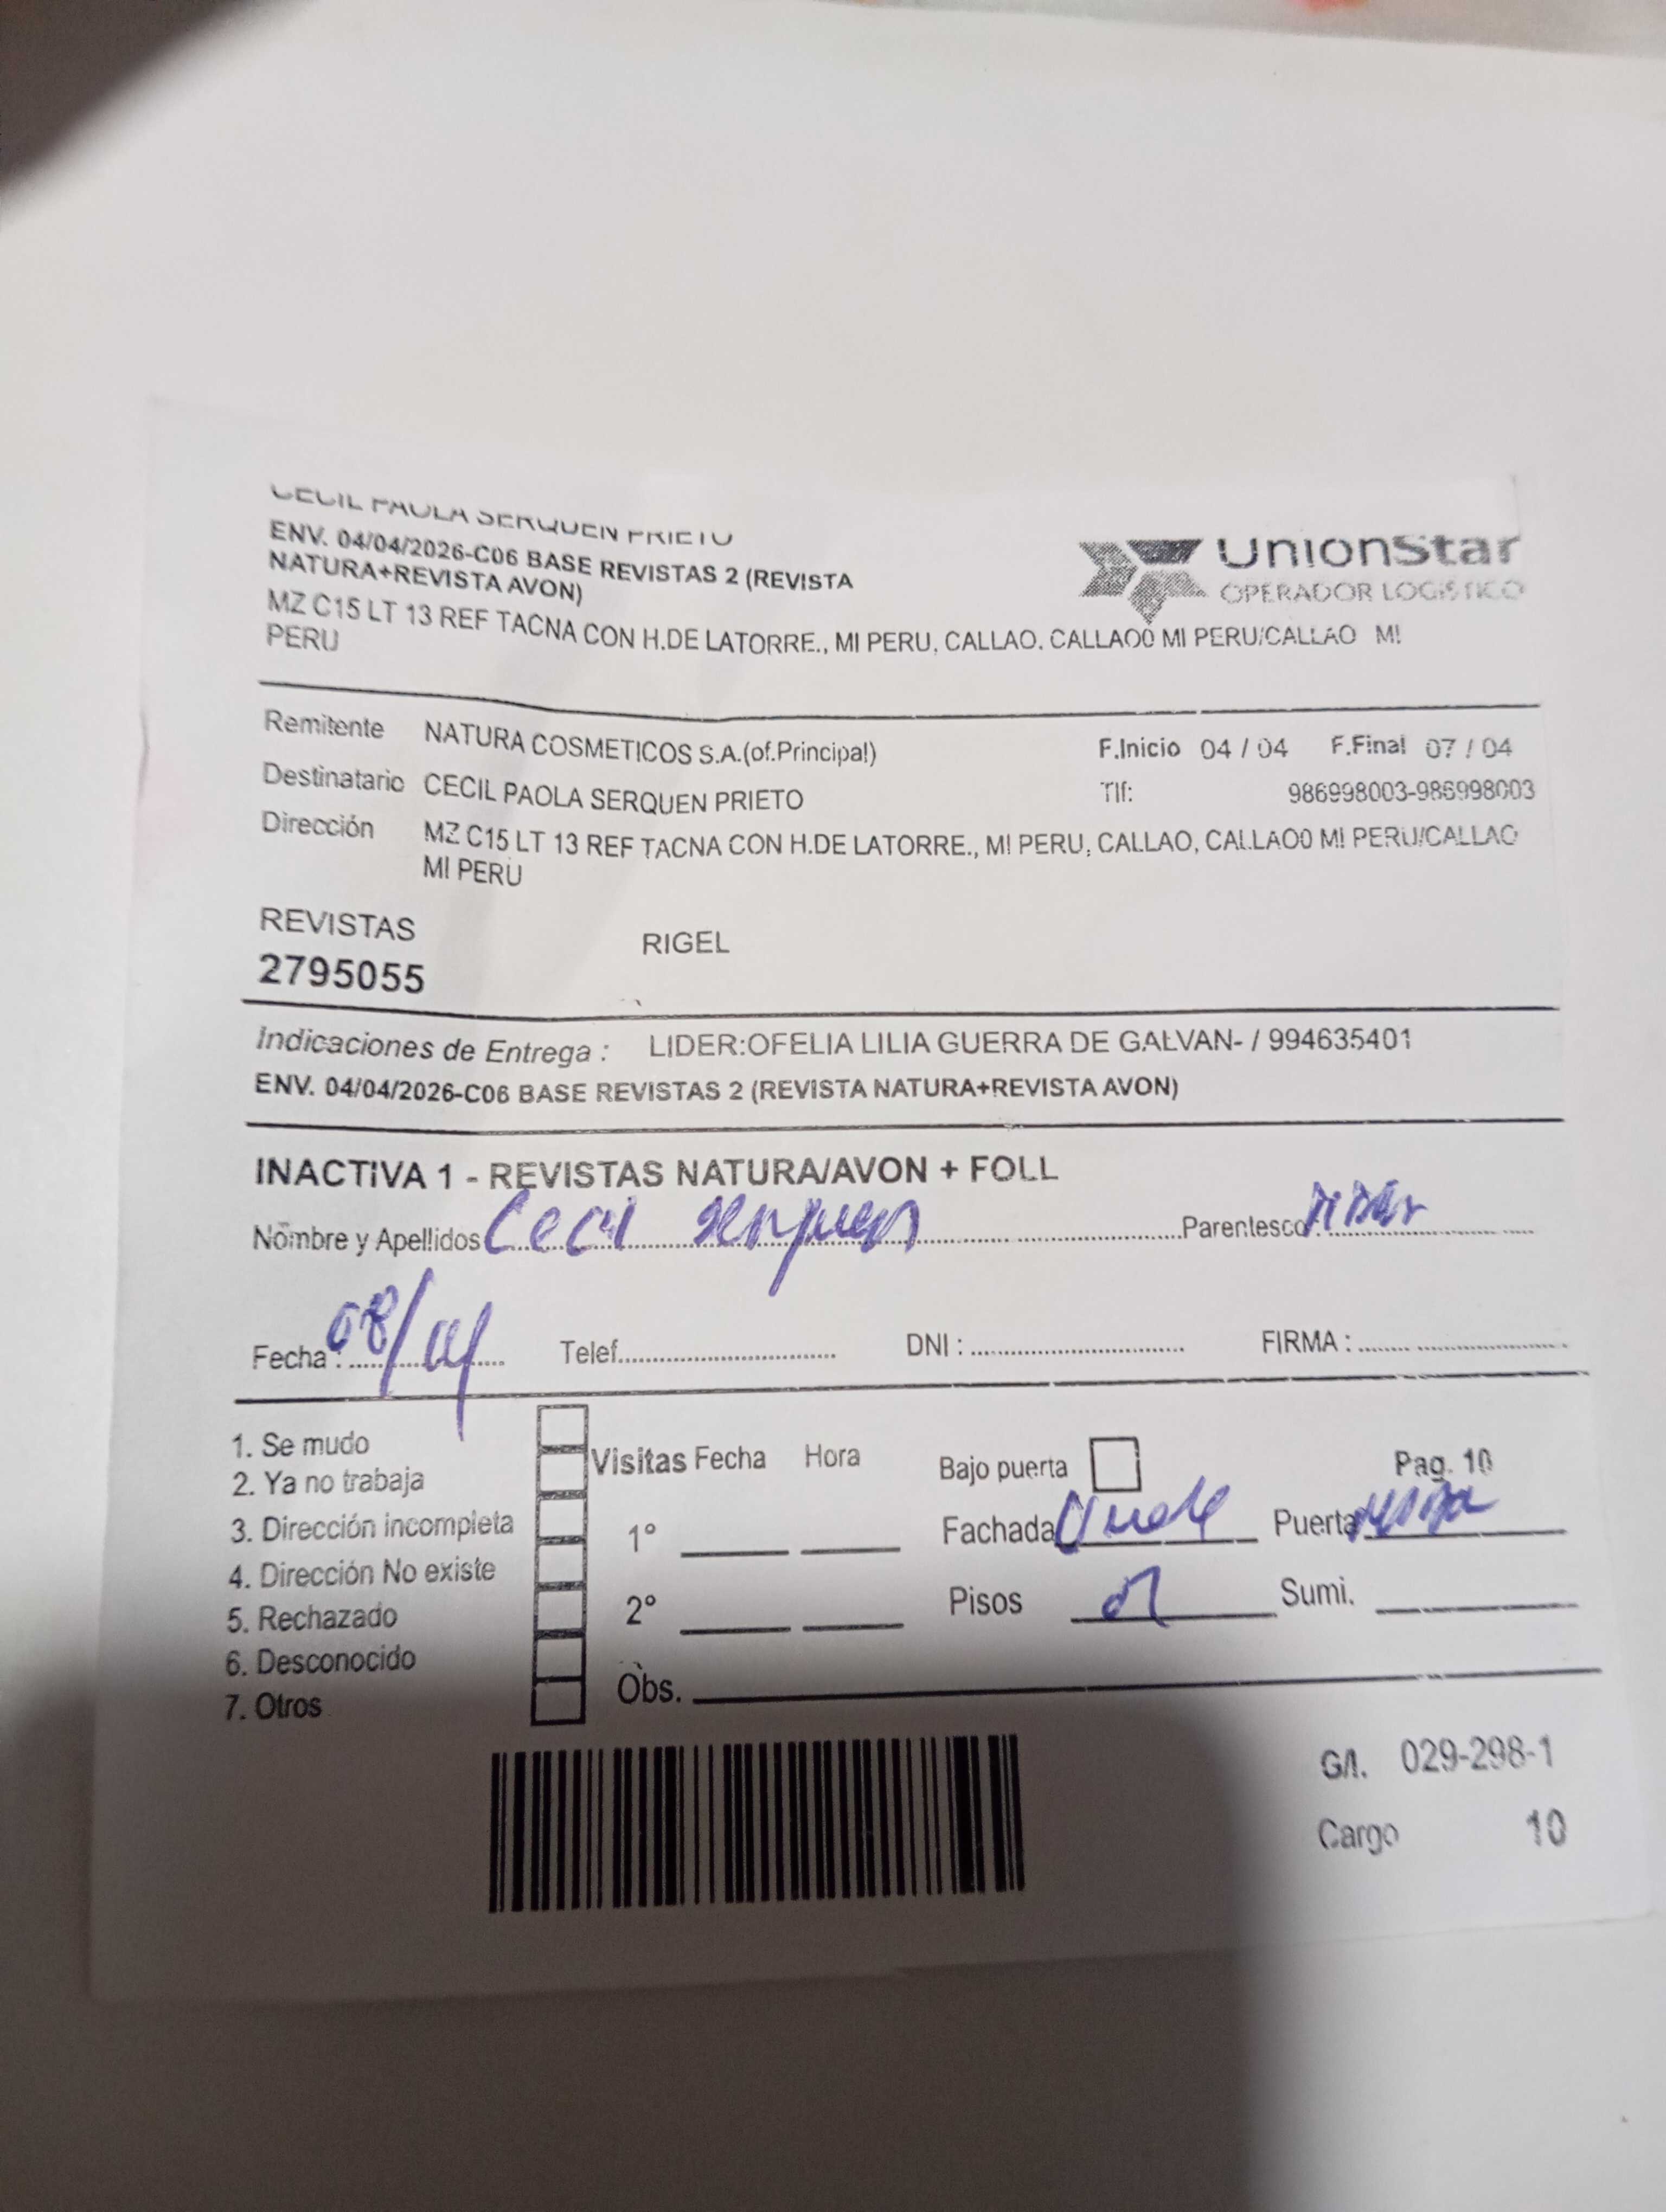 CECIL PAOLA SERQUEN PRIETO
ENV. 04/04/2026-C06 BASE REVISTAS 2 (REVISTA
NATURA+REVISTA AVON)
MZ C15 LT 13 REF TACNA CON H.DE LATORRE., MI PERU, CALLAO. CALLAO0 MI PERU/CALLAO MI
PERU
UnionStar
OPERADOR LOGISTICO
Remitente NATURA COSMETICOS S.A.(of.Principal) F.Inicio 04 / 04 F.Final 07 / 04
Destinatario CECIL PAOLA SERQUEN PRIETO Tlf: 986998003-986998003
Dirección MZ C15 LT 13 REF TACNA CON H.DE LATORRE., MI PERU, CALLAO, CALLAO0 MI PERU/CALLAO
MI PERU
REVISTAS RIGEL
2795055
Indicaciones de Entrega : LIDER:OFELIA LILIA GUERRA DE GALVAN- / 994635401
ENV. 04/04/2026-C06 BASE REVISTAS 2 (REVISTA NATURA+REVISTA AVON)
INACTIVA 1 - REVISTAS NATURA/AVON + FOLL
Nombre y Apellidos Cecil Serquen Parentesco:
Fecha : 08/04 Telef. DNI : FIRMA :
1. Se mudo
2. Ya no trabaja
3. Dirección incompleta
4. Dirección No existe
5. Rechazado
6. Desconocido
7. Otros
Visitas Fecha Hora
1°
2°
Obs.
Bajo puerta Pag. 10
Fachada Puerta
Pisos Sumi.
G/I. 029-298-1
Cargo 10